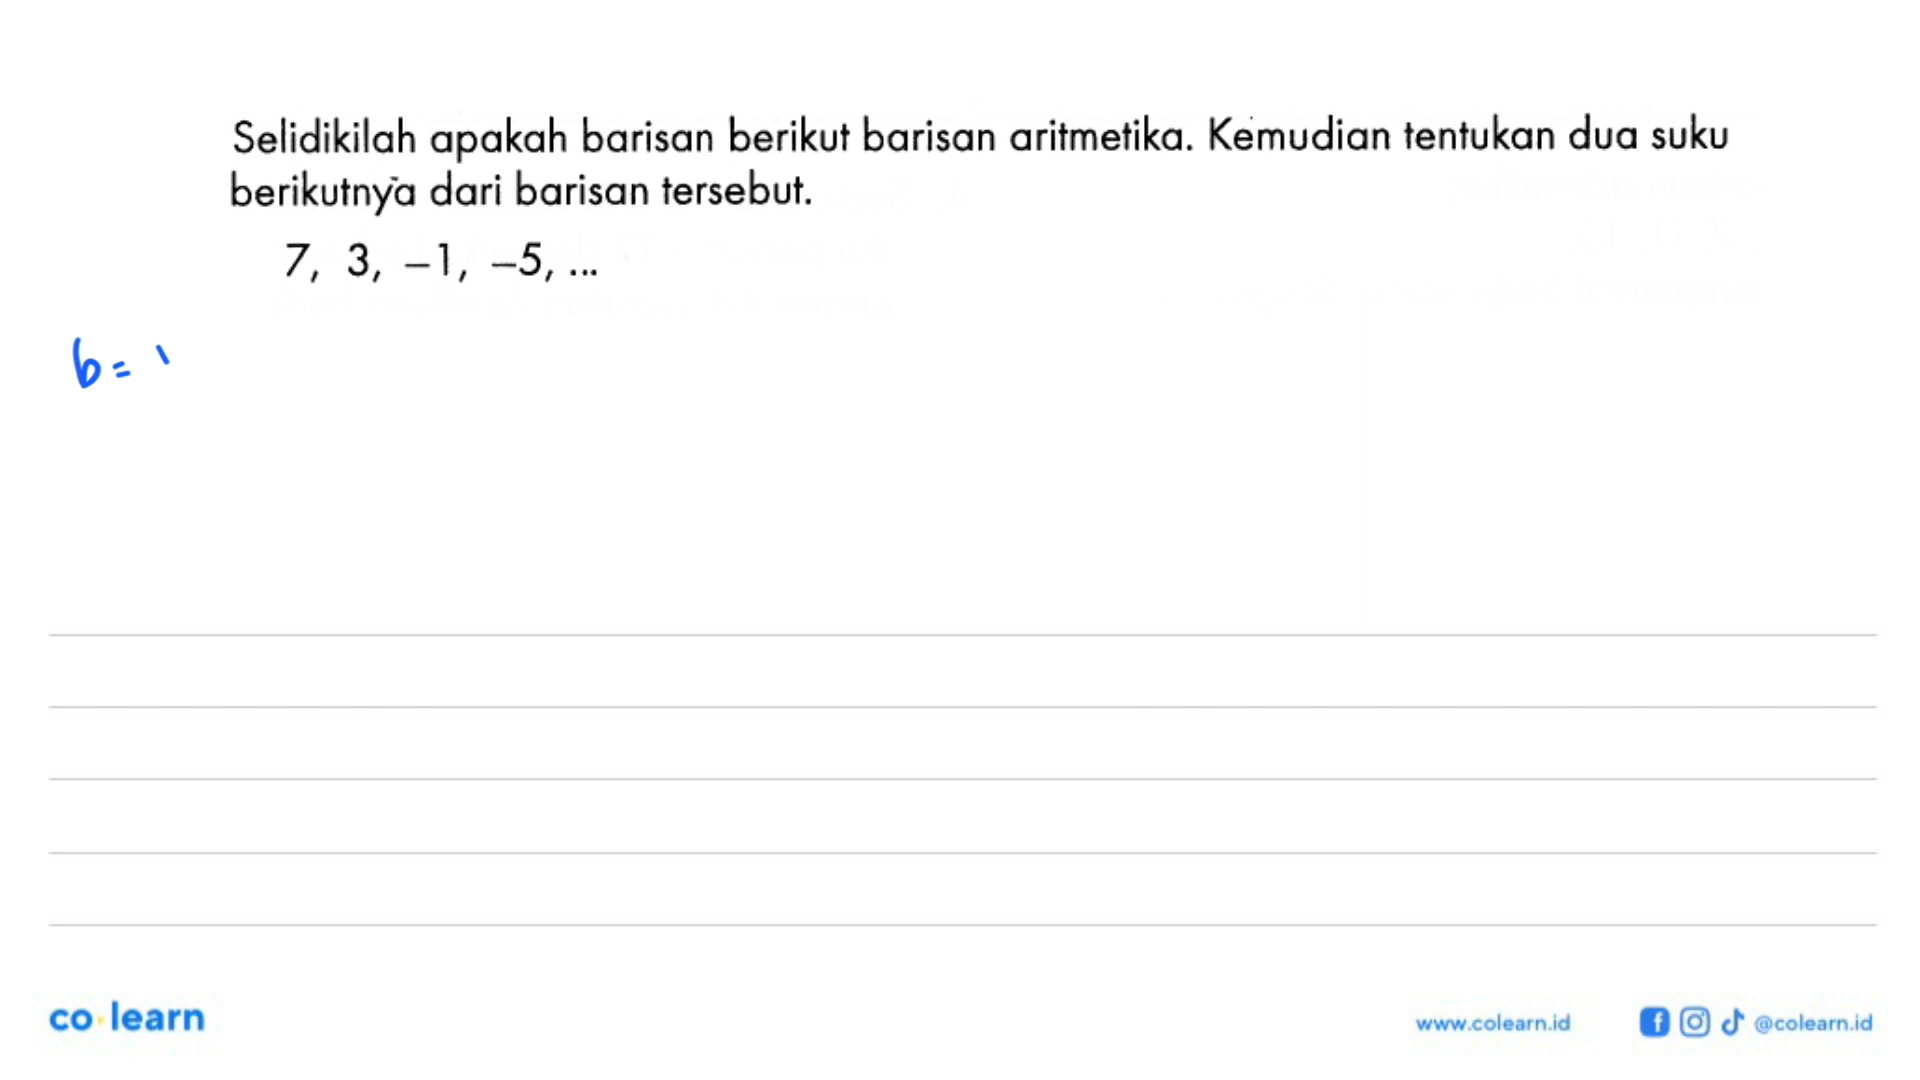 Selidikilah apakah barisan berikut barisan aritmetika. Kemudian tentukan dua suku
berikutnya dari barisan tersebut.
7, 3, –1, –5, ...
b =
co learn
www.colearn.id
@colearn.id